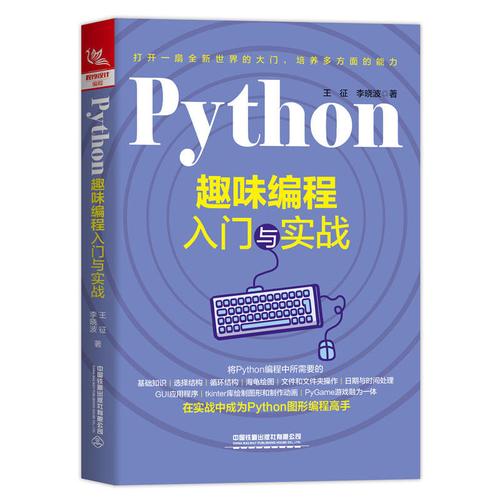 打开一扇全新世界的大门，培养多方面的能力
王 征 李晓波◎著
Python
趣味编程
入门与实战
将Python编程中所需要的
基础知识｜选择结构｜循环结构｜海龟绘图｜文件和文件夹操作｜日期与时间处理
GUI应用程序｜tkinter库绘制图形和制作动画｜PyGame游戏融为一体
在实战中成为Python图形编程高手
中国铁道出版社有限公司
程序设计
编程
Python
趣味编程
入门与实战
王 征
李晓波
著
中国铁道出版社有限公司